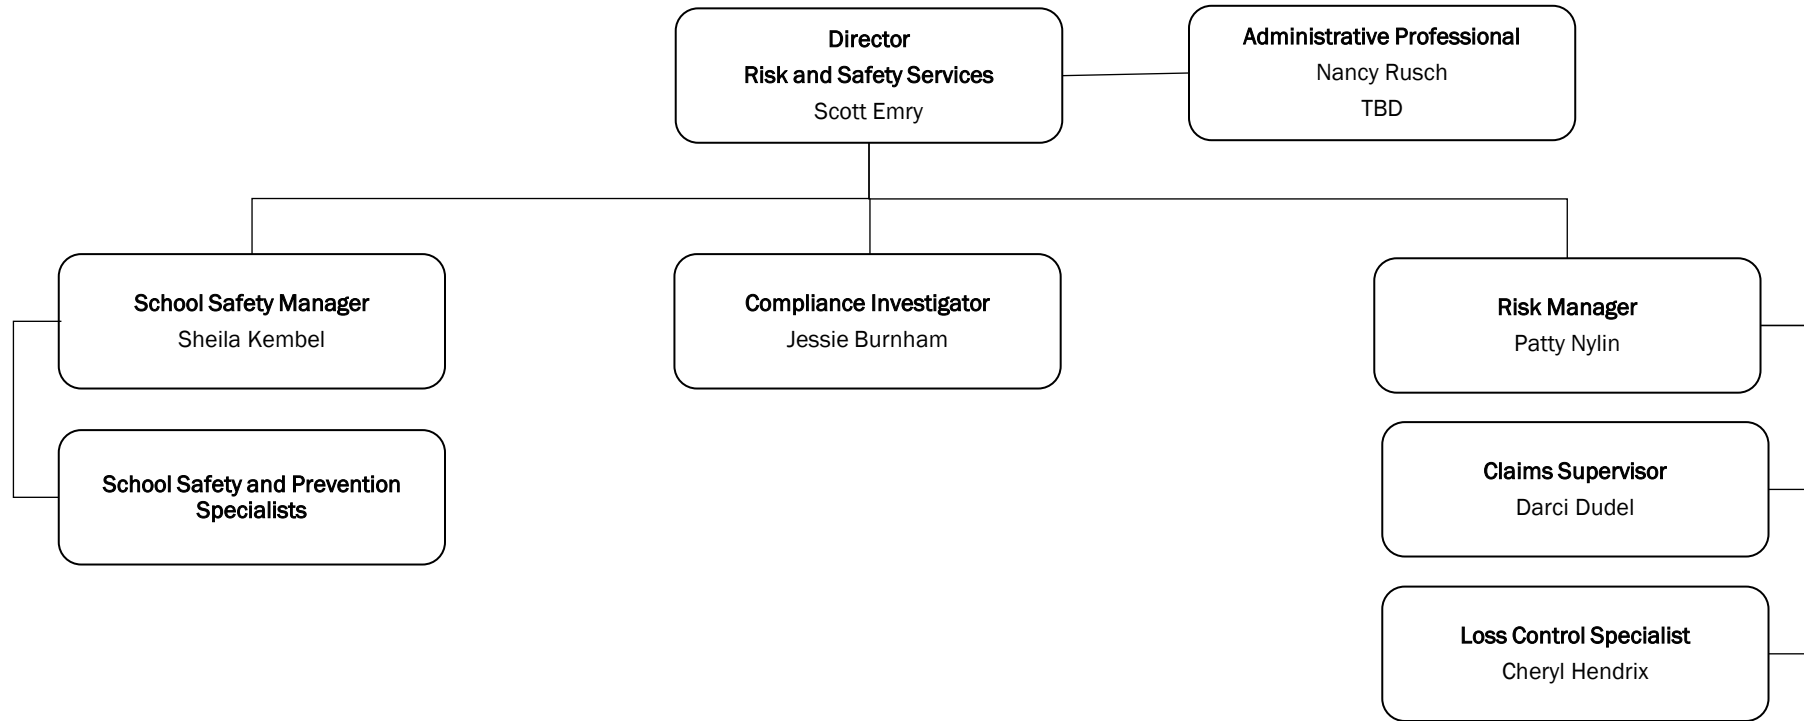 Director
Risk and Safety Services
Scott Emry
Administrative Professional
Nancy Rusch
TBD
School Safety Manager
Sheila Kembel
Compliance Investigator
Jessie Burnham
Risk Manager
Patty Nylin
School Safety and Prevention
Specialists
Claims Supervisor
Darci Dudel
Loss Control Specialist
Cheryl Hendrix